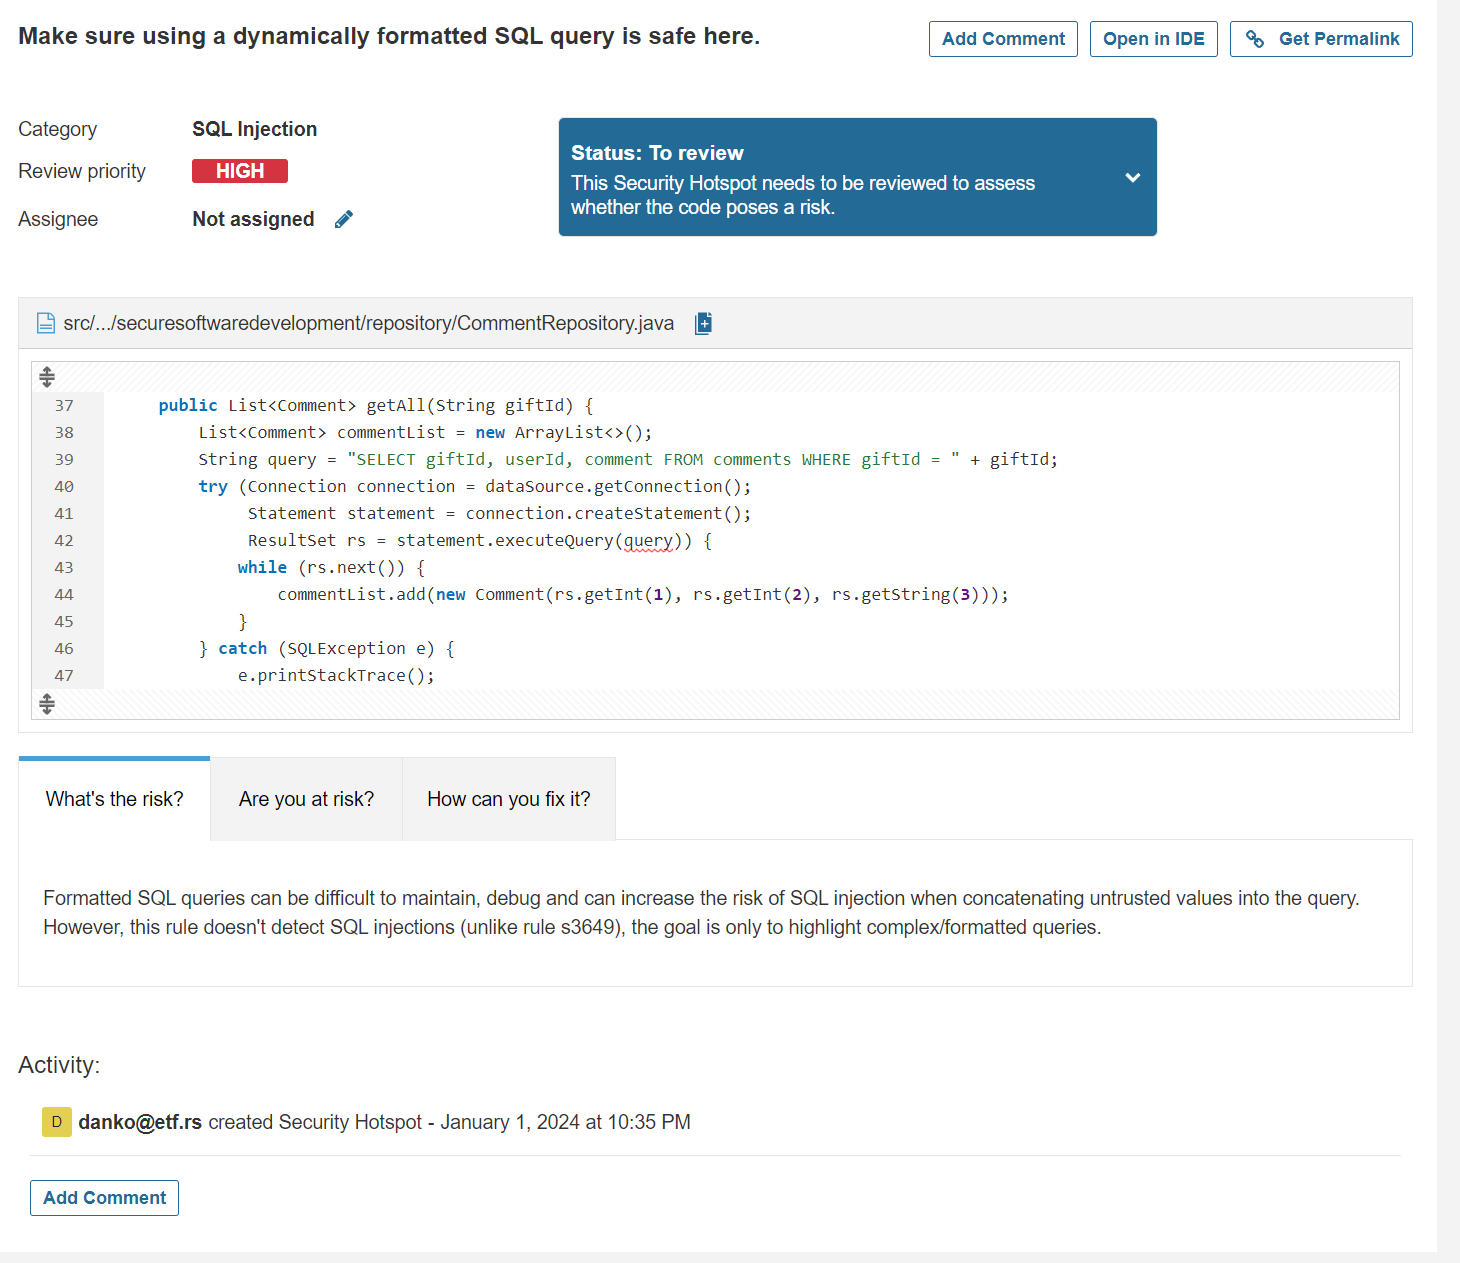 Make sure using a dynamically formatted SQL query is safe here.
Add Comment
Open in IDE
Get Permalink
Category SQL Injection
Review priority HIGH
Assignee Not assigned
Status: To review
This Security Hotspot needs to be reviewed to assess
whether the code poses a risk.
src/.../securesoftwaredevelopment/repository/CommentRepository.java
37 public List<Comment> getAll(String giftId) {
38 List<Comment> commentList = new ArrayList<>();
39 String query = "SELECT giftId, userId, comment FROM comments WHERE giftId = " + giftId;
40 try (Connection connection = dataSource.getConnection();
41 Statement statement = connection.createStatement();
42 ResultSet rs = statement.executeQuery(query)) {
43 while (rs.next()) {
44 commentList.add(new Comment(rs.getInt(1), rs.getInt(2), rs.getString(3)));
45 }
46 } catch (SQLException e) {
47 e.printStackTrace();
What's the risk?
Are you at risk?
How can you fix it?
Formatted SQL queries can be difficult to maintain, debug and can increase the risk of SQL injection when concatenating untrusted values into the query.
However, this rule doesn't detect SQL injections (unlike rule s3649), the goal is only to highlight complex/formatted queries.
Activity:
D danko@etf.rs created Security Hotspot - January 1, 2024 at 10:35 PM
Add Comment